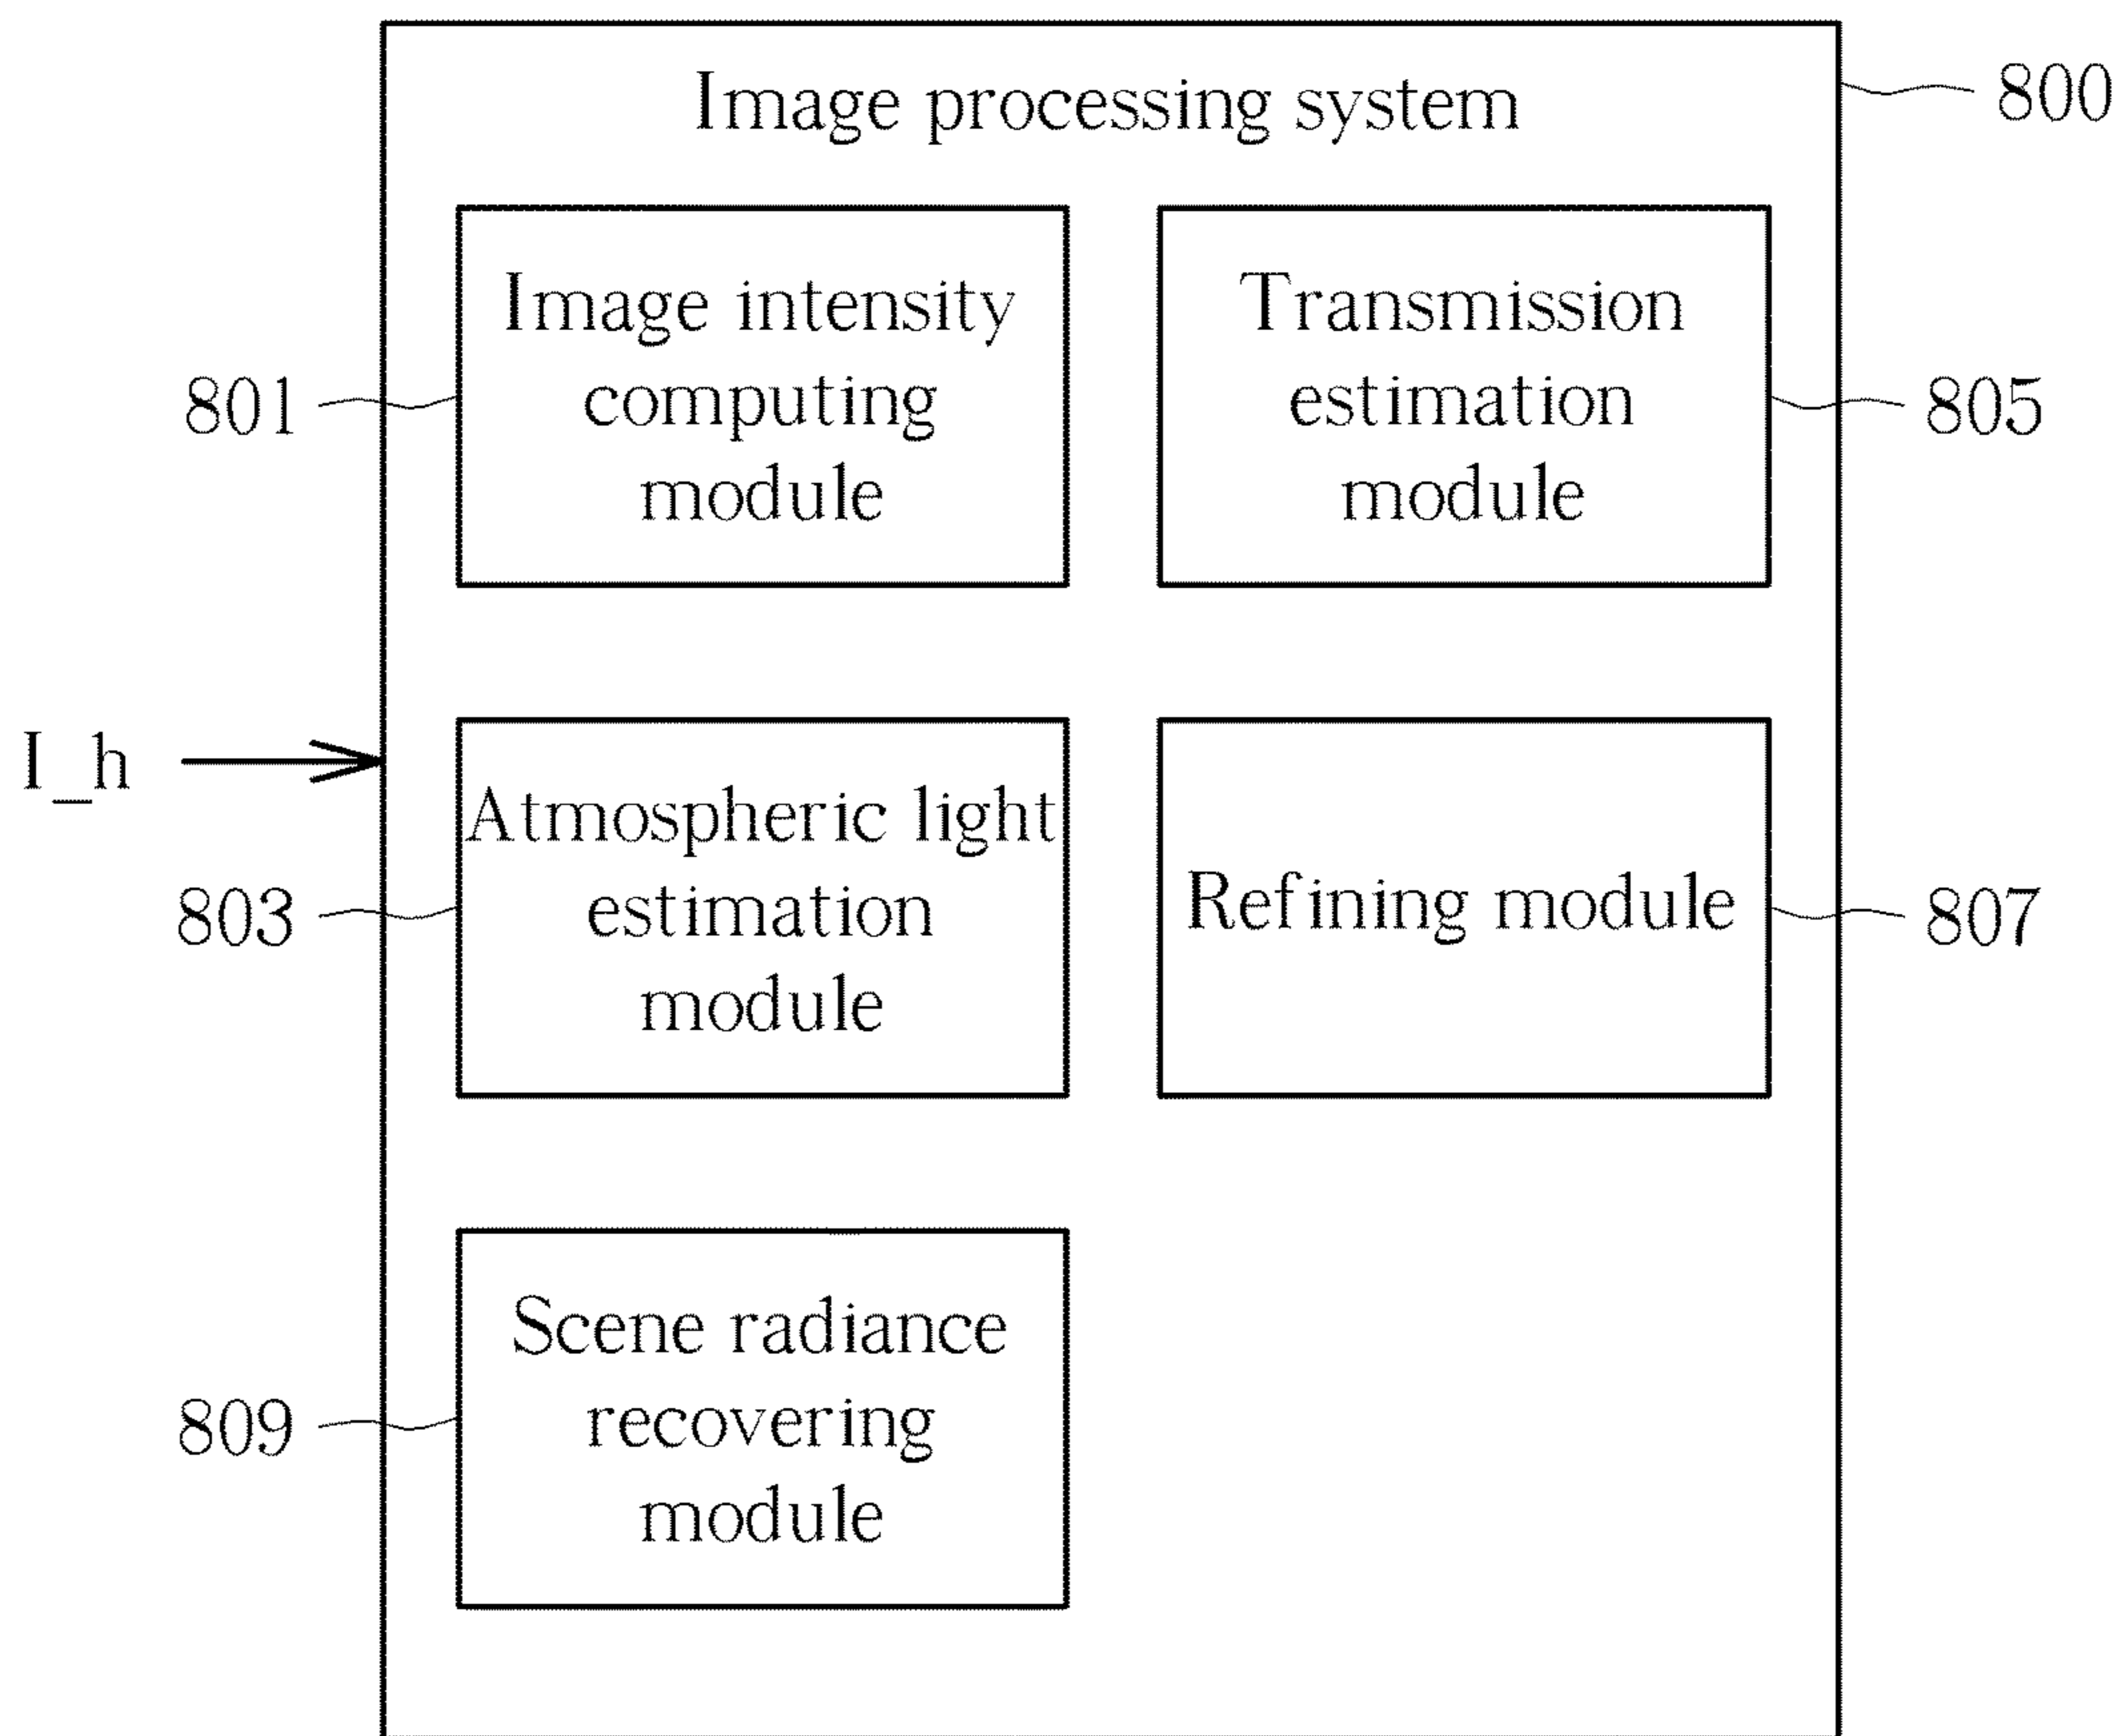 Image processing system
800
Image intensity
computing
module
801
Transmission
estimation
module
805
I_h
Atmospheric light
estimation
module
803
Refining module
807
Scene radiance
recovering
module
809